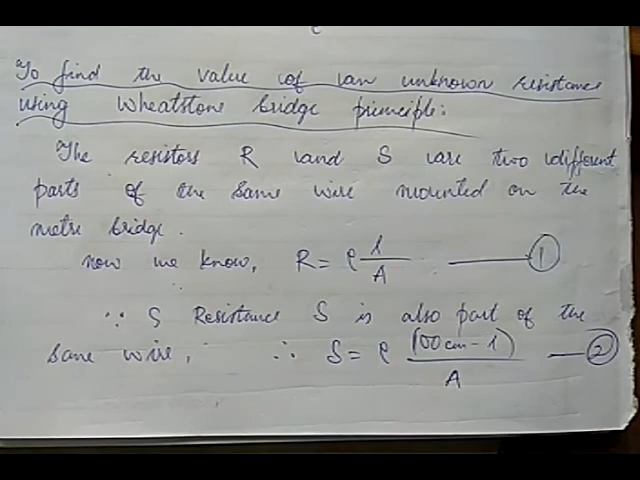 To find the value of an unknown resistance
using Wheatstone bridge principle:
The resistors R and S are two different
parts of the same wire mounted on the
metre bridge.
now we know, R = ρ l/A —— ①
∵ S Resistance S is also part of the
same wire, ∴ S = ρ (100cm - l)/A — ②